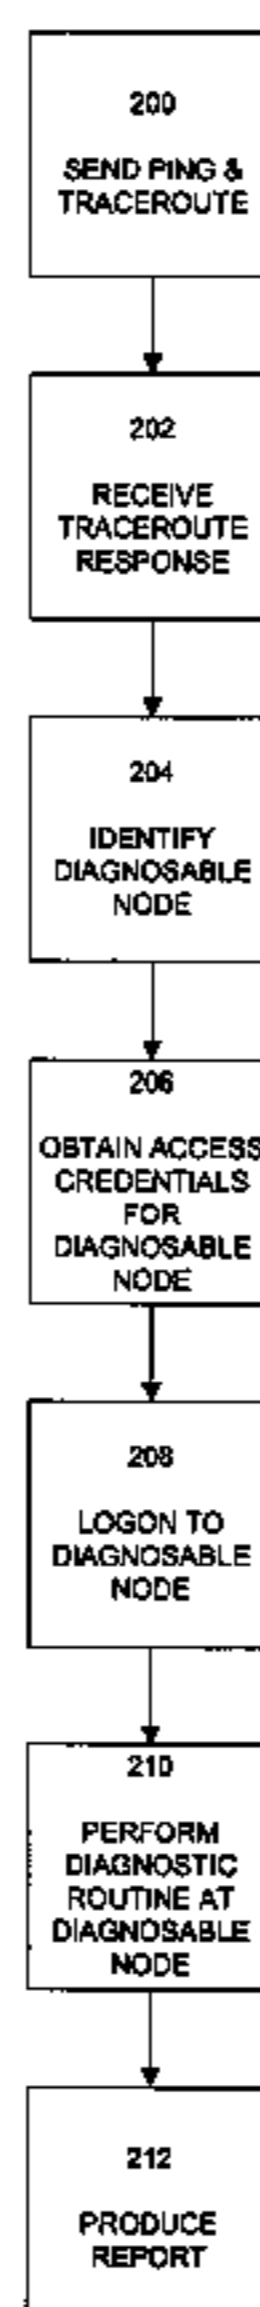 200
SEND PING &
TRACEROUTE
202
RECEIVE
TRACEROUTE
RESPONSE
204
IDENTIFY
DIAGNOSABLE
NODE
206
OBTAIN ACCESS
CREDENTIALS
FOR
DIAGNOSABLE
NODE
208
LOGON TO
DIAGNOSABLE
NODE
210
PERFORM
DIAGNOSTIC
ROUTINE AT
DIAGNOSABLE
NODE
212
PRODUCE
REPORT